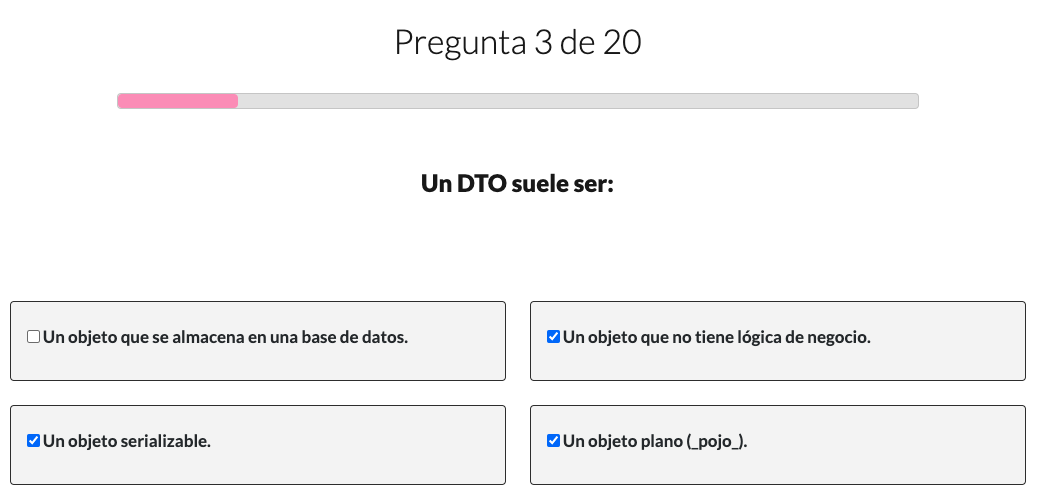 Pregunta 3 de 20
Un DTO suele ser:
Un objeto que se almacena en una base de datos.
Un objeto que no tiene lógica de negocio.
Un objeto serializable.
Un objeto plano (_pojo_).